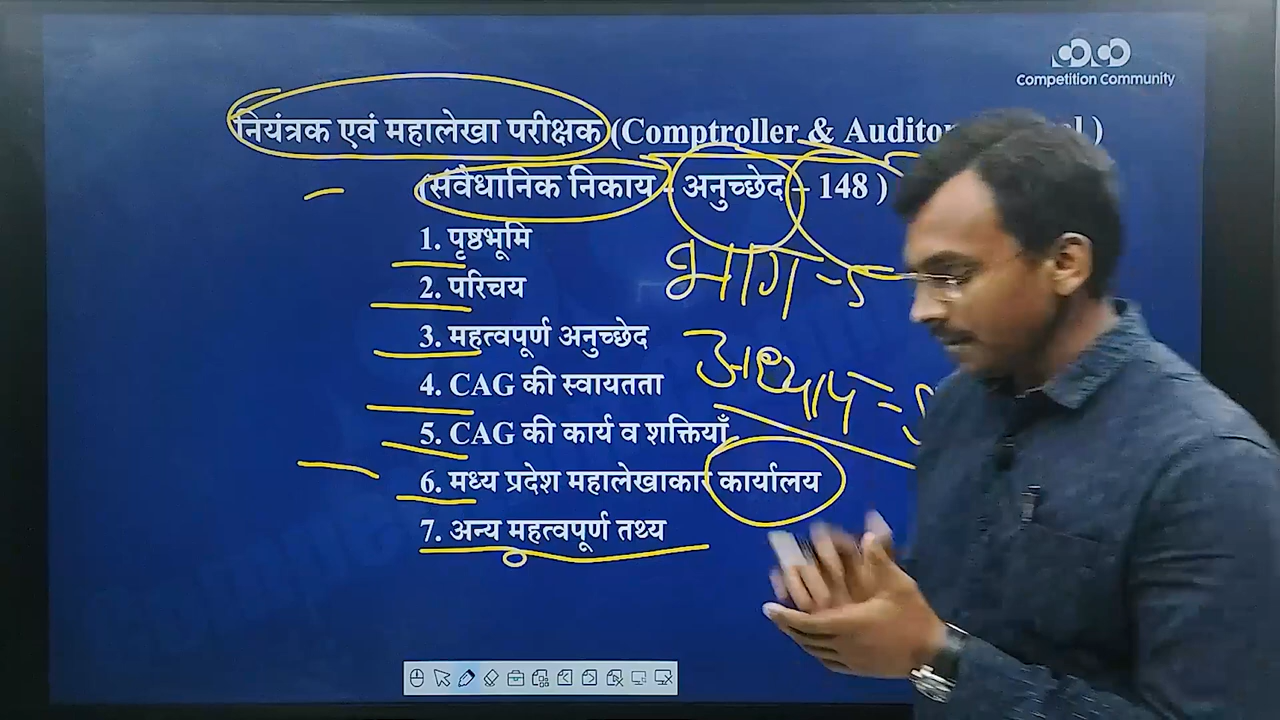 Competition Community
नियंत्रक एवं महालेखा परीक्षक (Comptroller & Auditor )
(संवैधानिक निकाय - अनुच्छेद – 148 )
1. पृष्ठभूमि
2. परिचय
3. महत्वपूर्ण अनुच्छेद
4. CAG की स्वायतता
5. CAG की कार्य व शक्तियाँ
6. मध्य प्रदेश महालेखाकार कार्यालय
7. अन्य महत्वपूर्ण तथ्य
भाग - 5
अध्याय = 5